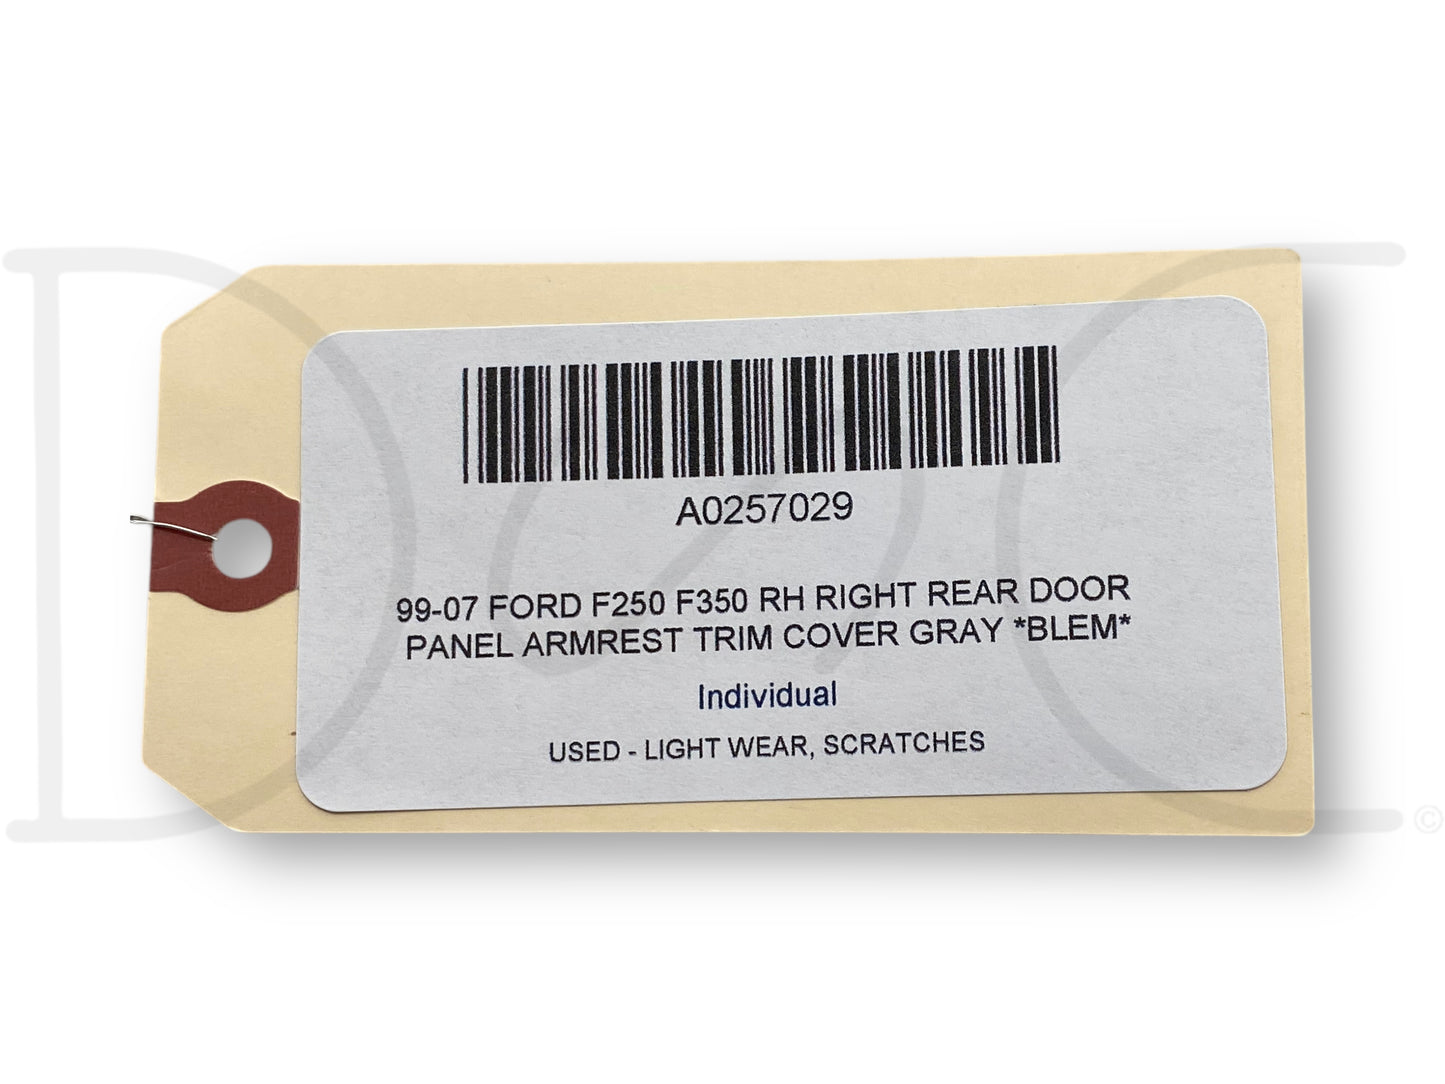 A0257029
99-07 FORD F250 F350 RH RIGHT REAR DOOR
PANEL ARMREST TRIM COVER GRAY *BLEM*
Individual
USED - LIGHT WEAR, SCRATCHES
©